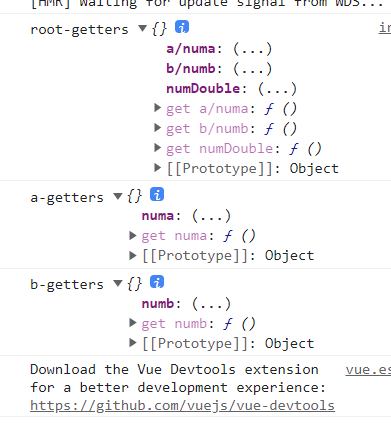 [HMR] Waiting for update signal from WDS...
root-getters ▼{} i in
a/numa: (...)
b/numb: (...)
numDouble: (...)
▶ get a/numa: ƒ ()
▶ get b/numb: ƒ ()
▶ get numDouble: ƒ ()
▶ [[Prototype]]: Object
a-getters ▼{} i
numa: (...)
▶ get numa: ƒ ()
▶ [[Prototype]]: Object
b-getters ▼{} i
numb: (...)
▶ get numb: ƒ ()
▶ [[Prototype]]: Object
Download the Vue Devtools extension vue.es
for a better development experience:
https://github.com/vuejs/vue-devtools